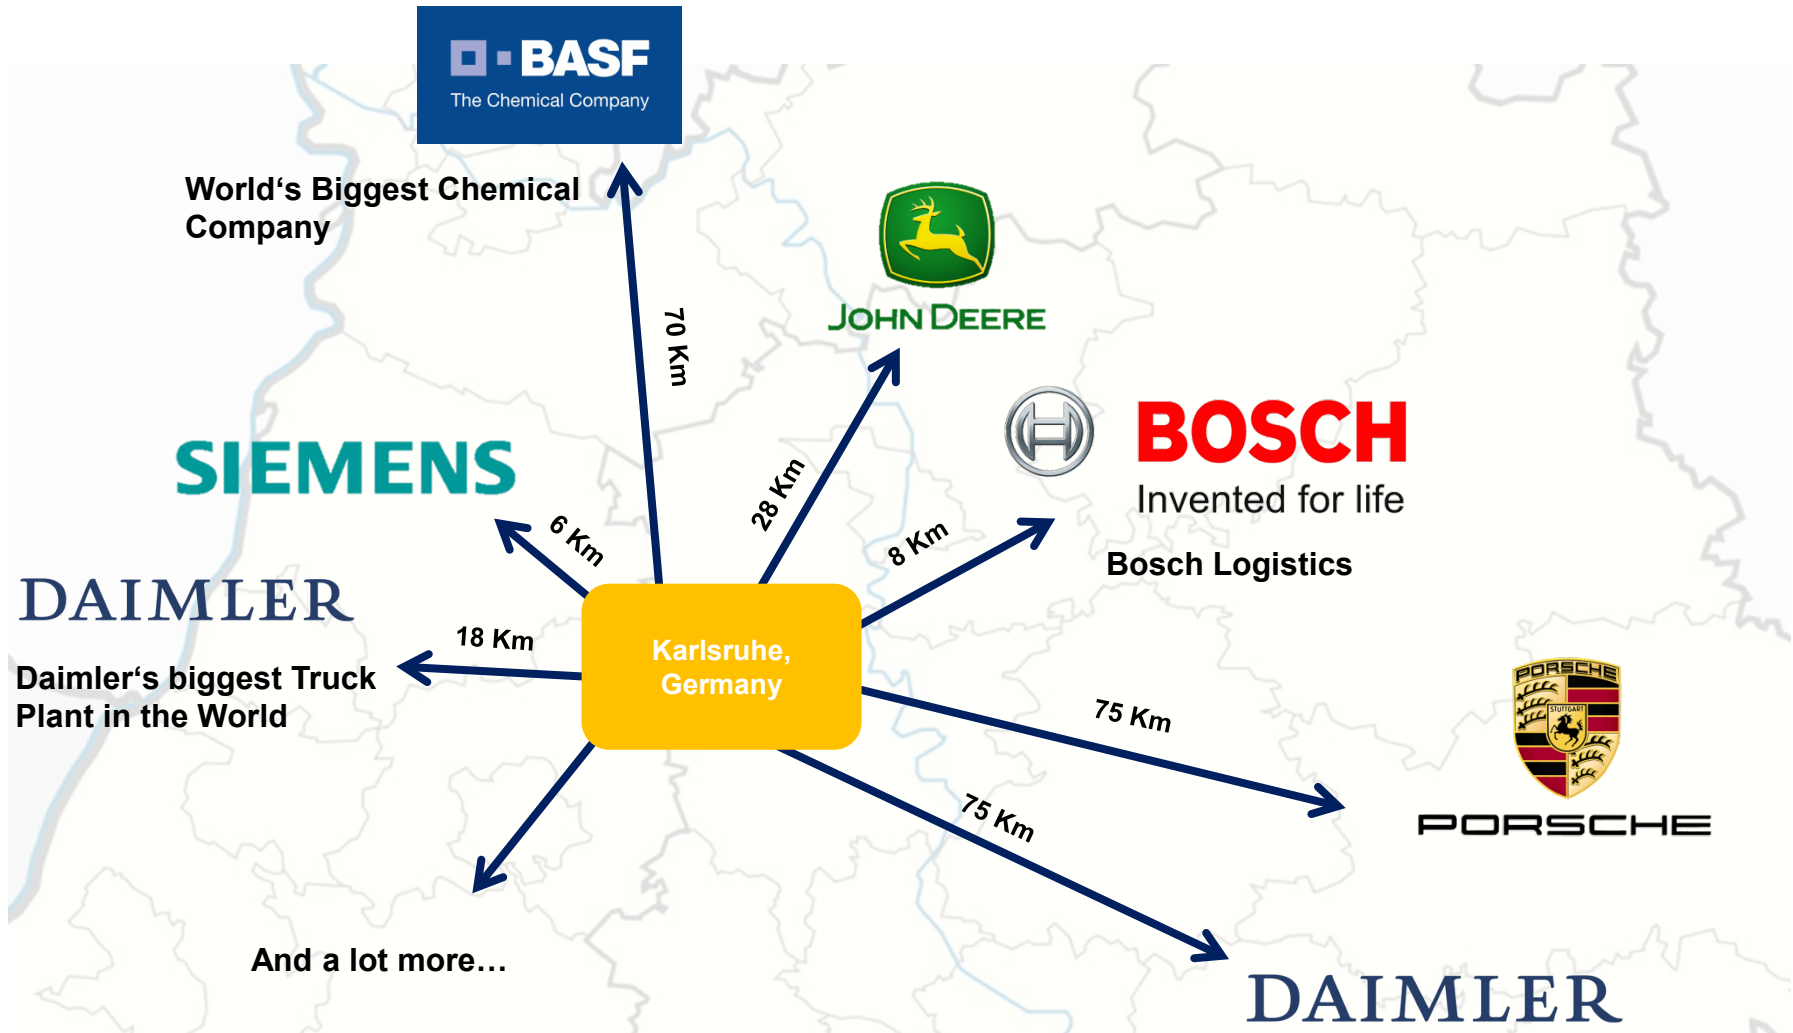 BASF
The Chemical Company
World‘s Biggest Chemical
Company
70 Km
JOHN DEERE
28 Km
SIEMENS
6 Km
BOSCH
Invented for life
8 Km
Bosch Logistics
DAIMLER
18 Km
Daimler‘s biggest Truck
Plant in the World
Karlsruhe,
Germany
75 Km
PORSCHE
STUTTGART
PORSCHE
75 Km
And a lot more…
DAIMLER